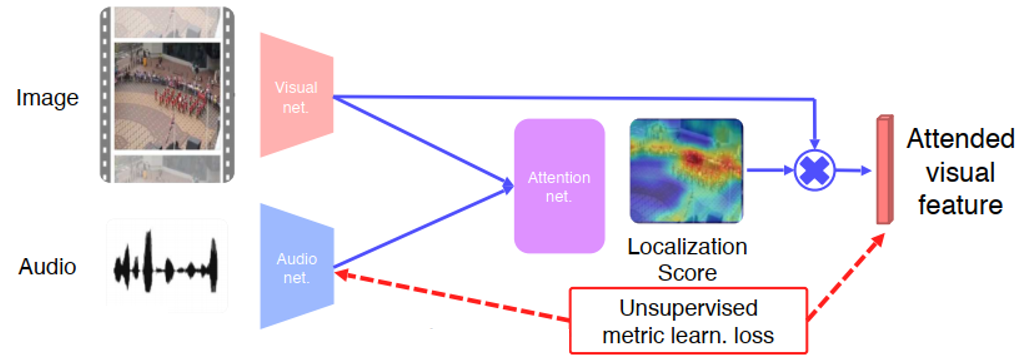 Image
Visual
net.
Attention
net.
Attended
visual
feature
Audio
Audio
net.
Localization
Score
Unsupervised
metric learn. loss